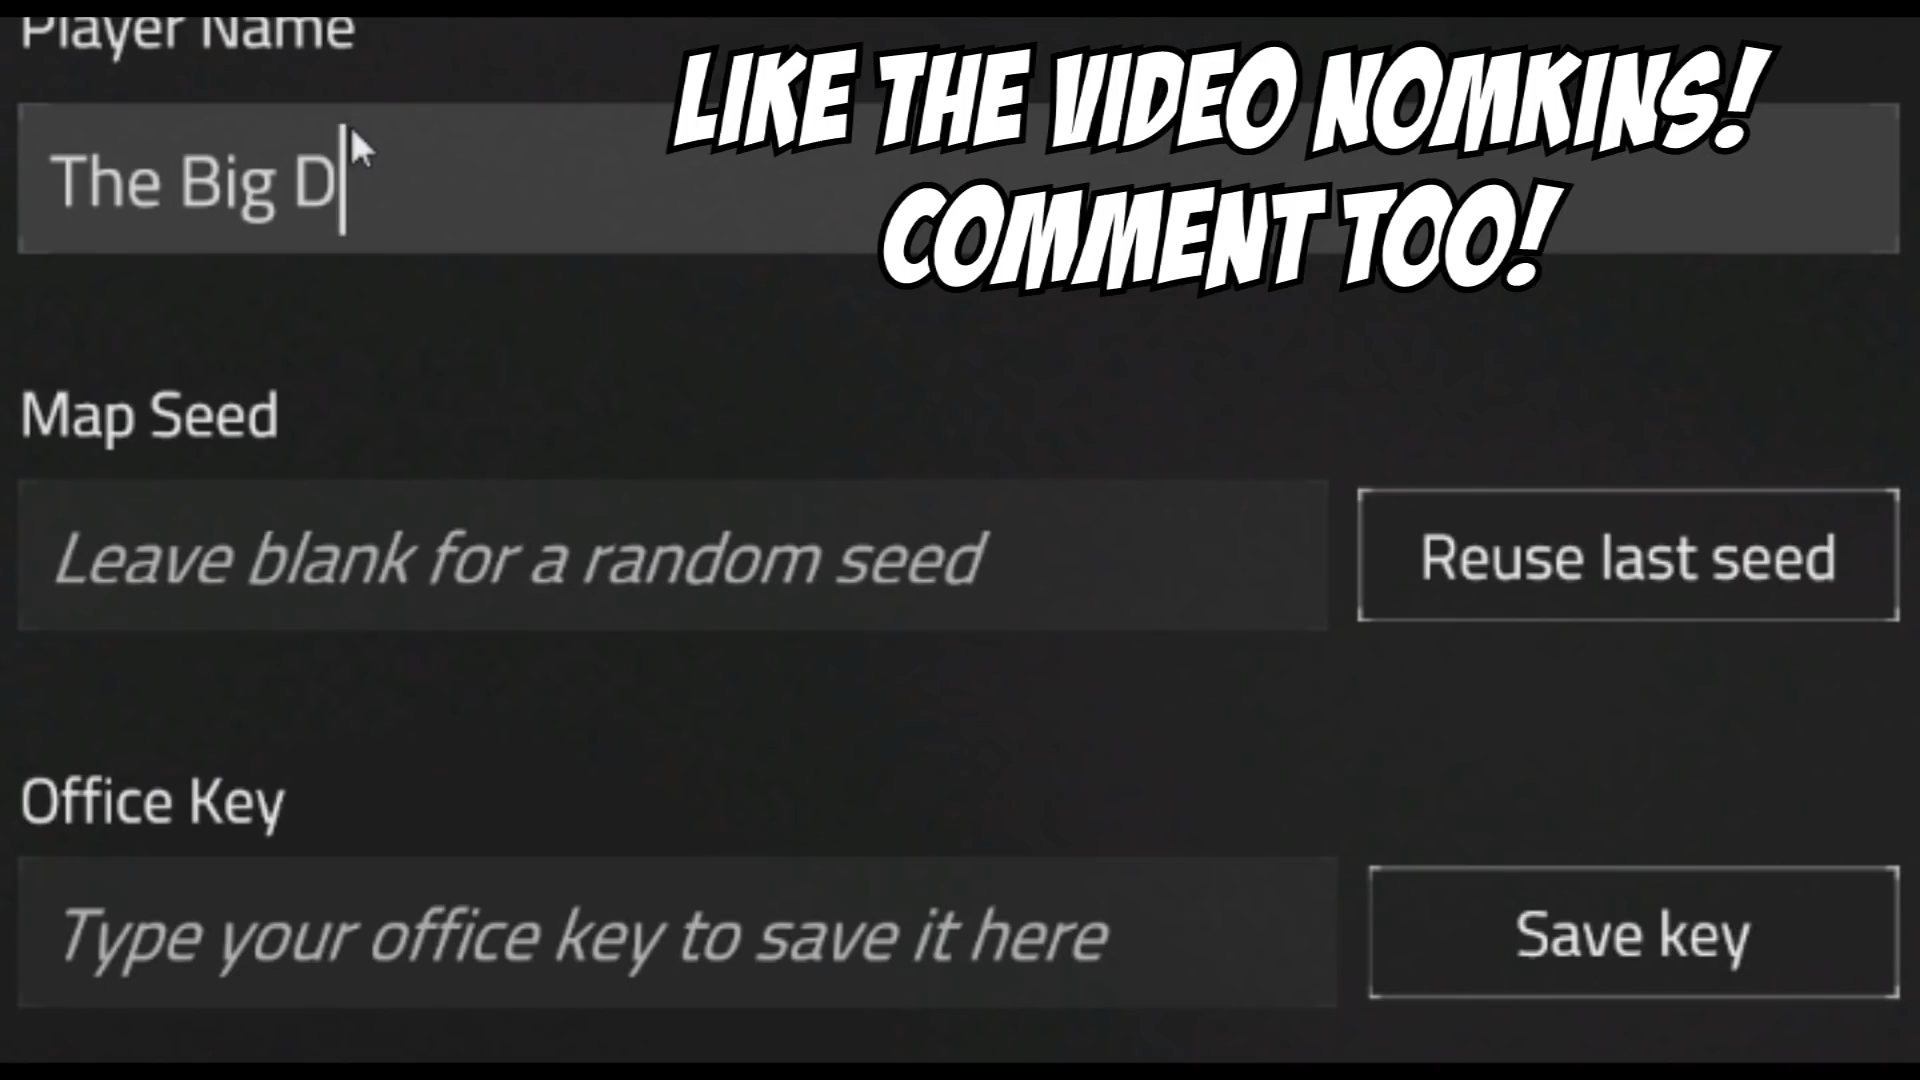 Player Name
LIKE THE VIDEO NOMKINS!
The Big D
COMMENT TOO!
Map Seed
Leave blank for a random seed
Reuse last seed
Office Key
Type your office key to save it here
Save key